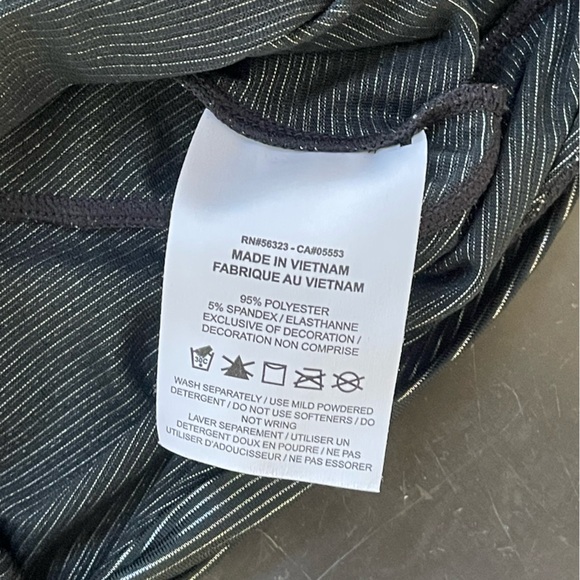 RN#56323 - CA#05553
MADE IN VIETNAM
FABRIQUE AU VIETNAM
95% POLYESTER
5% SPANDEX / ELASTHANNE
EXCLUSIVE OF DECORATION /
DECORATION NON COMPRISE
30C
WASH SEPARATELY / USE MILD POWDERED
DETERGENT / DO NOT USE SOFTENERS / DO
NOT WRING
LAVER SEPAREMENT / UTILISER UN
DETERGENT DOUX EN POUDRE / NE PAS
UTILISER D'ADOUCISSEUR / NE PAS ESSORER